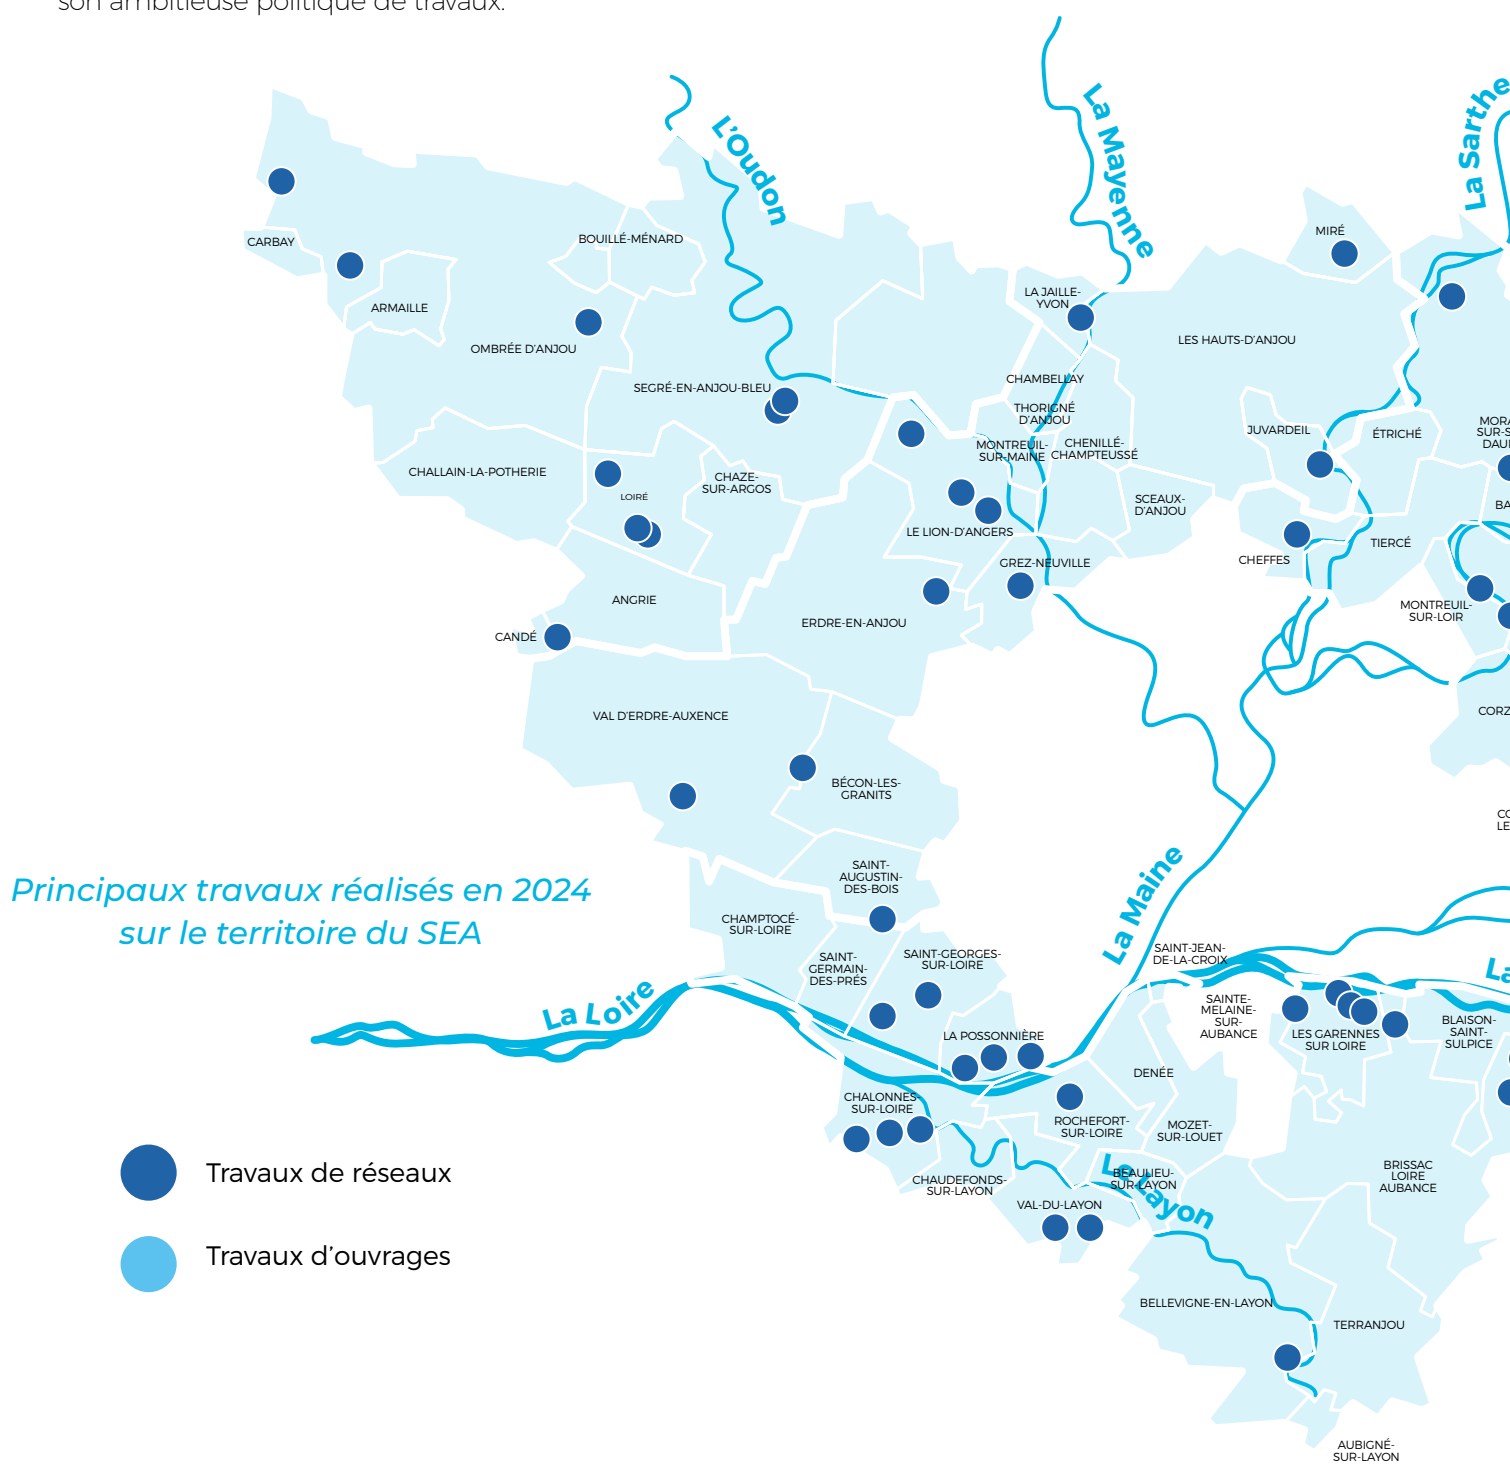 son ambitieuse politique de travaux.
L'Oudon
La Mayenne
La Sarthe
CARBAY
BOUILLÉ-MÉNARD
MIRÉ
ARMAILLE
LA JAILLE-
YVON
OMBRÉE D'ANJOU
LES HAUTS-D'ANJOU
SEGRÉ-EN-ANJOU-BLEU
CHAMBELLAY
THORIGNÉ
D'ANJOU
JUVARDEIL
ÉTRICHÉ
MONTREUIL-
SUR-MAINE
CHENILLÉ-
CHAMPTEUSSÉ
CHALLAIN-LA-POTHERIE
CHAZE-
SUR-ARGOS
LOIRÉ
SCEAUX-
D'ANJOU
LE LION-D'ANGERS
TIERCÉ
GREZ-NEUVILLE
CHEFFES
ANGRIE
MONTREUIL-
SUR-LOIR
CANDÉ
ERDRE-EN-ANJOU
VAL D'ERDRE-AUXENCE
CORZ
BÉCON-LES-
GRANITS
Principaux travaux réalisés en 2024
sur le territoire du SEA
SAINT-
AUGUSTIN-
DES-BOIS
La Maine
CHAMPTOCÉ-
SUR-LOIRE
SAINT-
GERMAIN-
DES-PRÉS
SAINT-GEORGES-
SUR-LOIRE
SAINT-JEAN-
DE-LA-CROIX
La Loire
La
SAINTE-
MELAINE-
SUR-
AUBANCE
LES GARENNES
SUR LOIRE
BLAISON-
SAINT-
SULPICE
LA POSSONNIÈRE
DENÉE
CHALONNES-
SUR-LOIRE
ROCHEFORT-
SUR-LOIRE
MOZET-
SUR-LOUET
Travaux de réseaux
CHAUDEFONDS-
SUR-LAYON
BEAULIEU-
SUR-LAYON
Le Layon
BRISSAC
LOIRE
AUBANCE
VAL-DU-LAYON
Travaux d'ouvrages
BELLEVIGNE-EN-LAYON
TERRANJOU
AUBIGNÉ-
SUR-LAYON